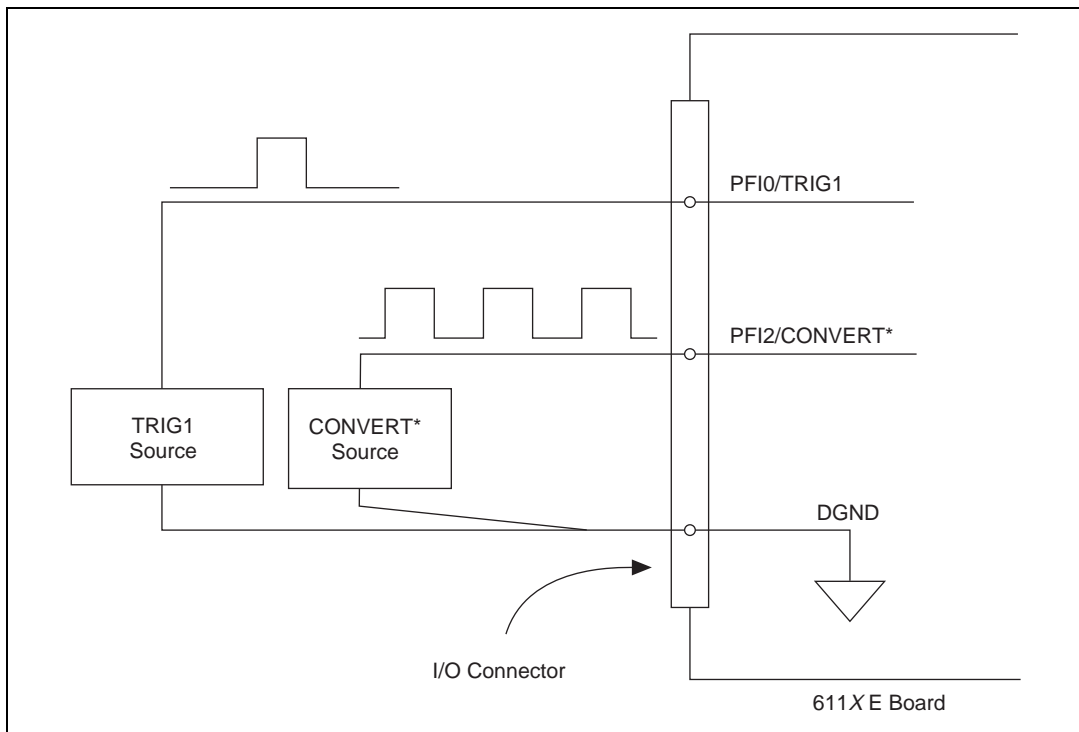 PFI0/TRIG1
PFI2/CONVERT*
TRIG1
Source
CONVERT*
Source
DGND
I/O Connector
611X E Board